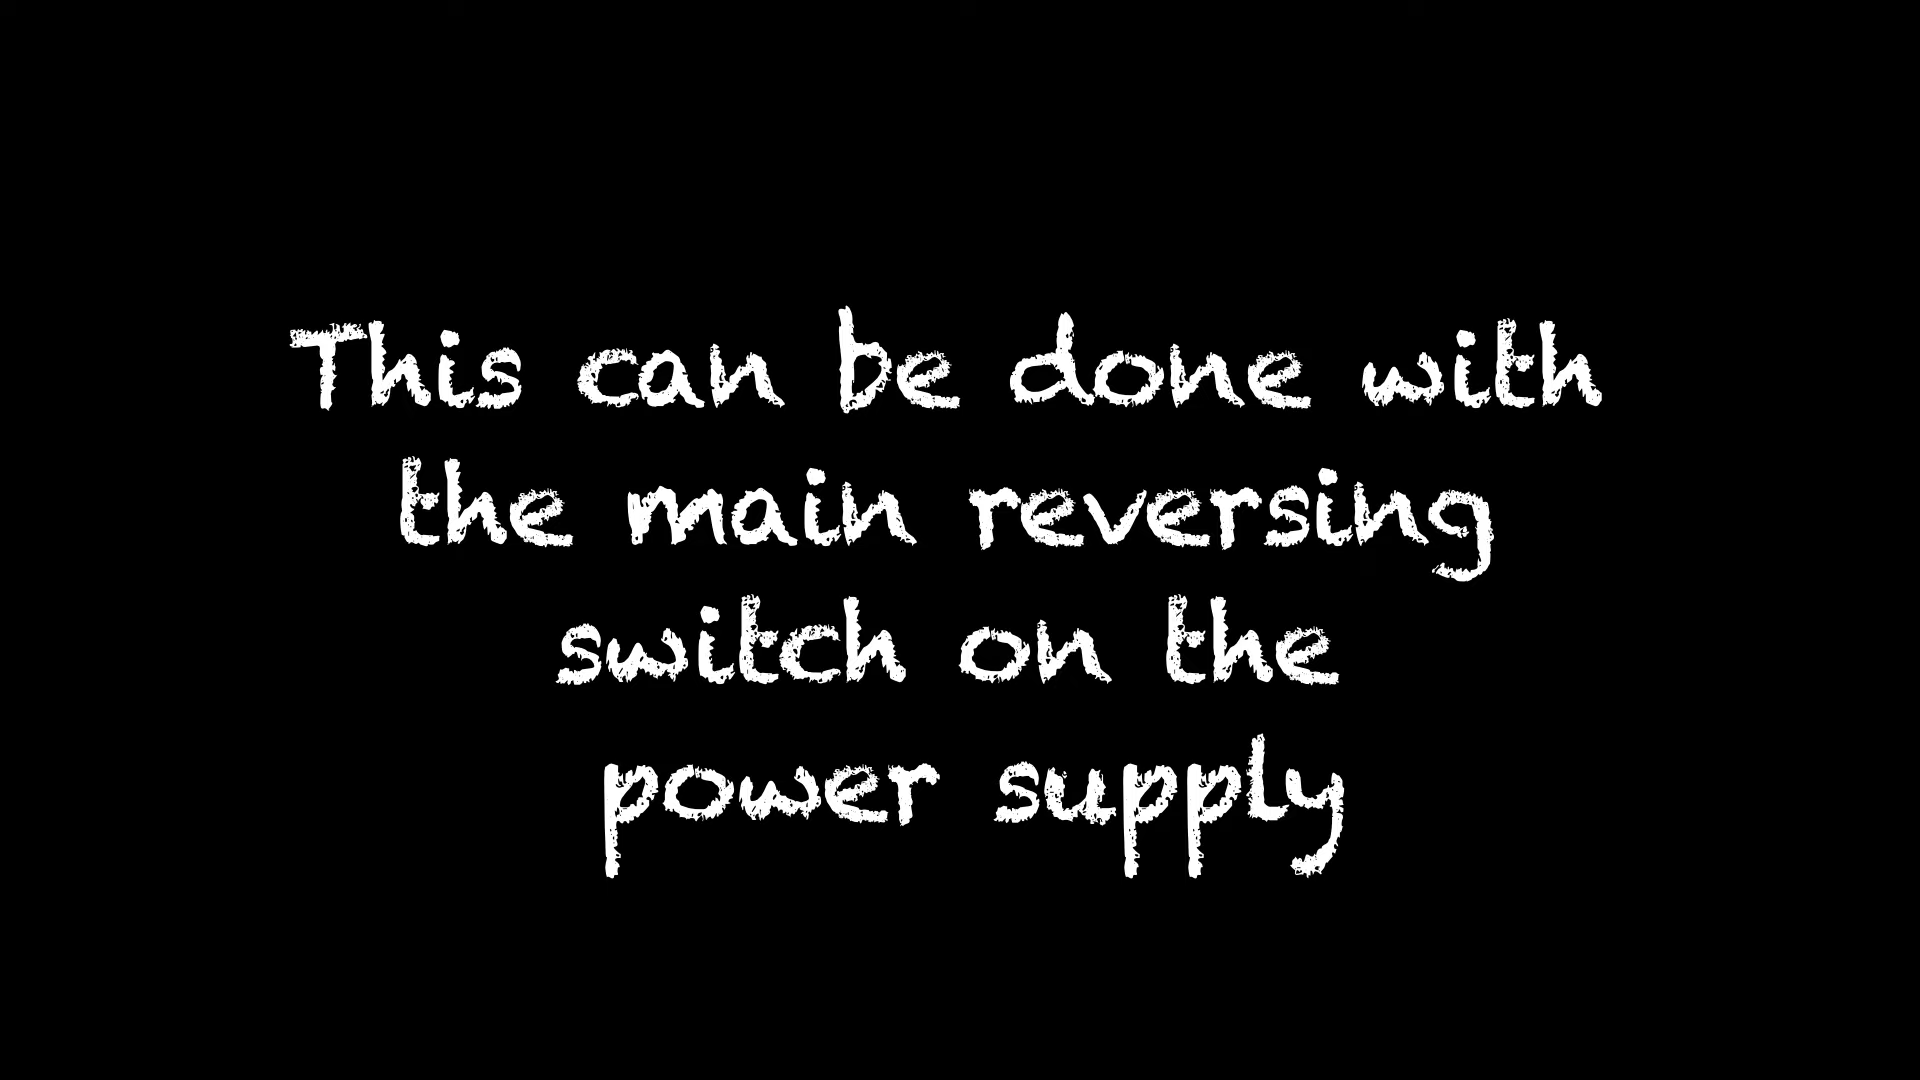 This can be done with
the main reversing
switch on the
power supply